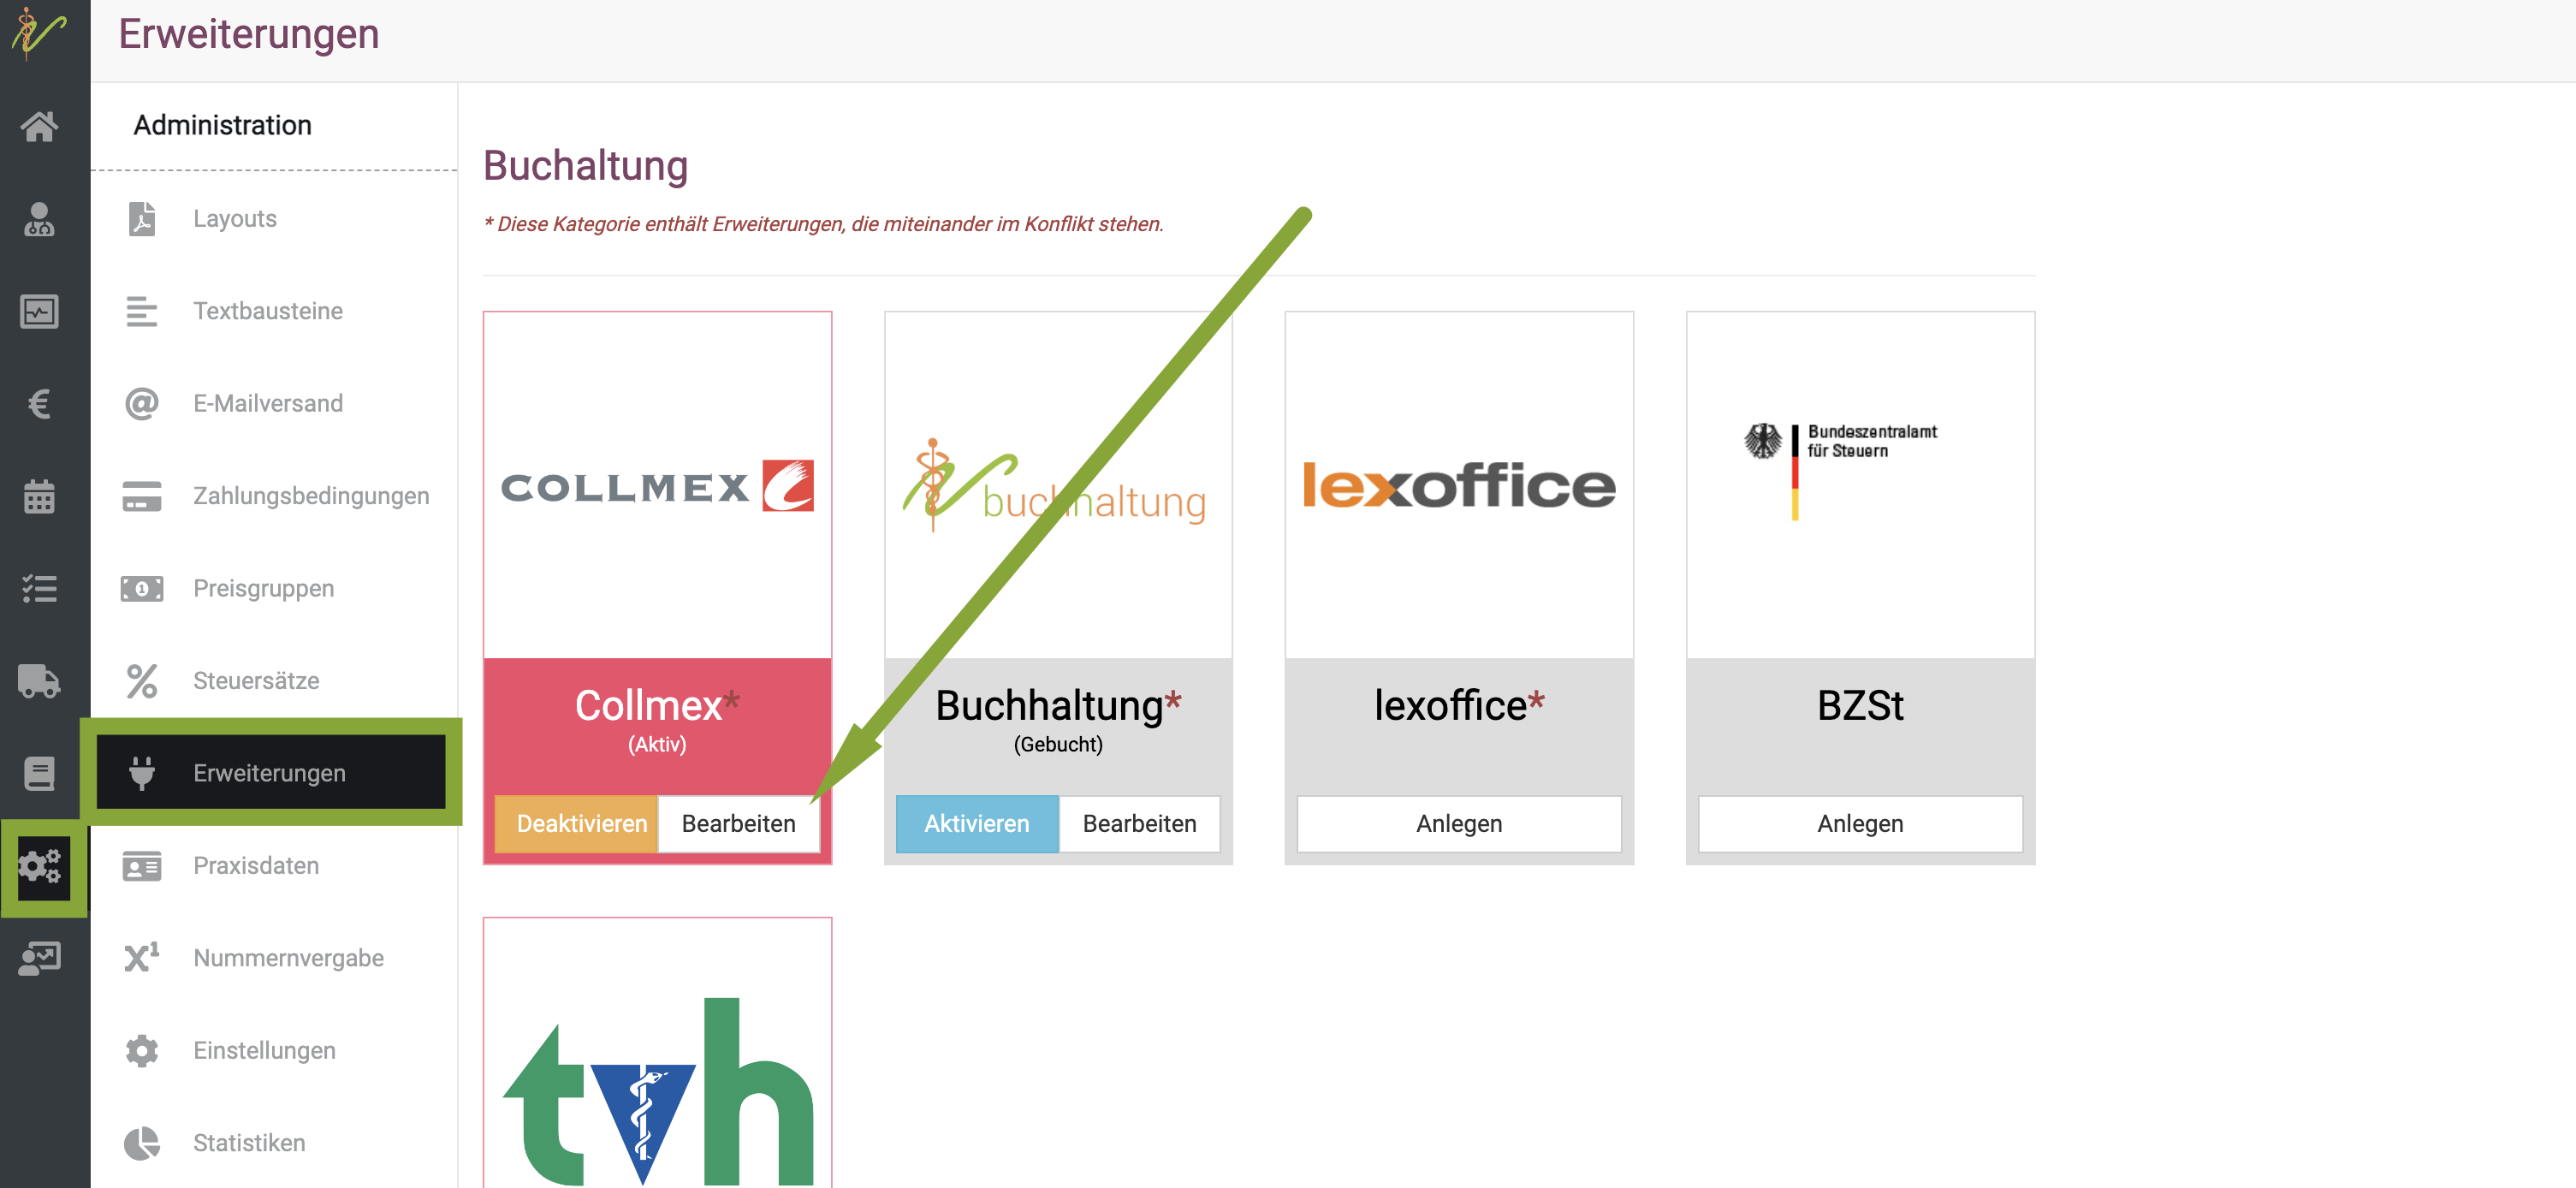 Erweiterungen
Administration
Layouts
Textbausteine
E-Mailversand
Zahlungsbedingungen
Preisgruppen
Steuersätze
Erweiterungen
Praxisdaten
Nummernvergabe
Einstellungen
Statistiken
Buchaltung
* Diese Kategorie enthält Erweiterungen, die miteinander im Konflikt stehen.
COLLMEX
Collmex*
(Aktiv)
Deaktivieren
Bearbeiten
buchhaltung
Buchhaltung*
(Gebucht)
Aktivieren
Bearbeiten
lexoffice
lexoffice*
Anlegen
Bundeszentralamt
für Steuern
BZSt
Anlegen
tvh